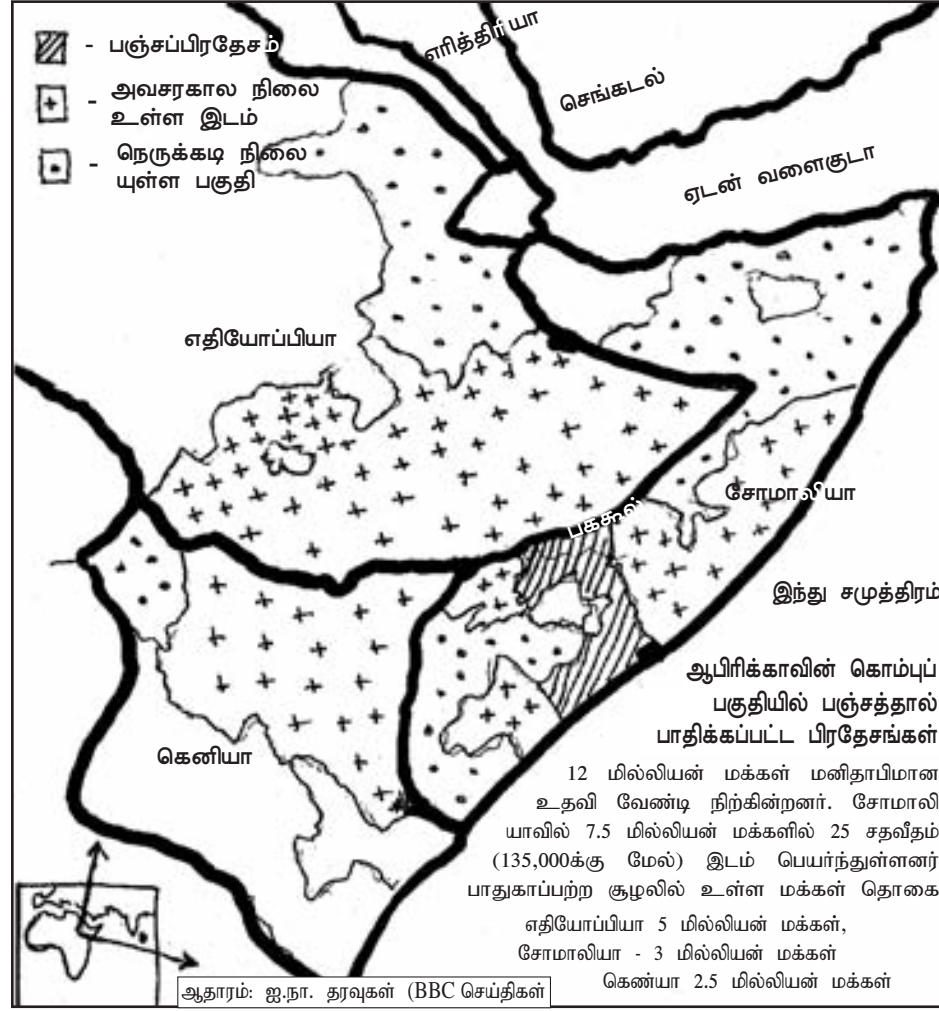 - பஞ்சப்பிரதேசம்
- அவசரகால நிலை
உள்ள இடம்
- நெருக்கடி நிலை
யுள்ள பகுதி
எரித்திரியா
செங்கடல்
ஏடன் வளைகுடா
எதியோப்பியா
பக்கூல்
சோமாலியா
இந்து சமுத்திரம்
கெனியா
ஆபிரிக்காவின் கொம்புப்
பகுதியில் பஞ்சத்தால்
பாதிக்கப்பட்ட பிரதேசங்கள்
12 மில்லியன் மக்கள் மனிதாபிமான
உதவி வேண்டி நிற்கின்றனர். சோமாலி
யாவில் 7.5 மில்லியன் மக்களில் 25 சதவீதம்
(135,000க்கு மேல்) இடம் பெயர்ந்துள்ளனர்
பாதுகாப்பற்ற சூழலில் உள்ள மக்கள் தொகை
எதியோப்பியா 5 மில்லியன் மக்கள்,
சோமாலியா - 3 மில்லியன் மக்கள்
கெண்யா 2.5 மில்லியன் மக்கள்
ஆதாரம்: ஐ.நா. தரவுகள் (BBC செய்திகள்